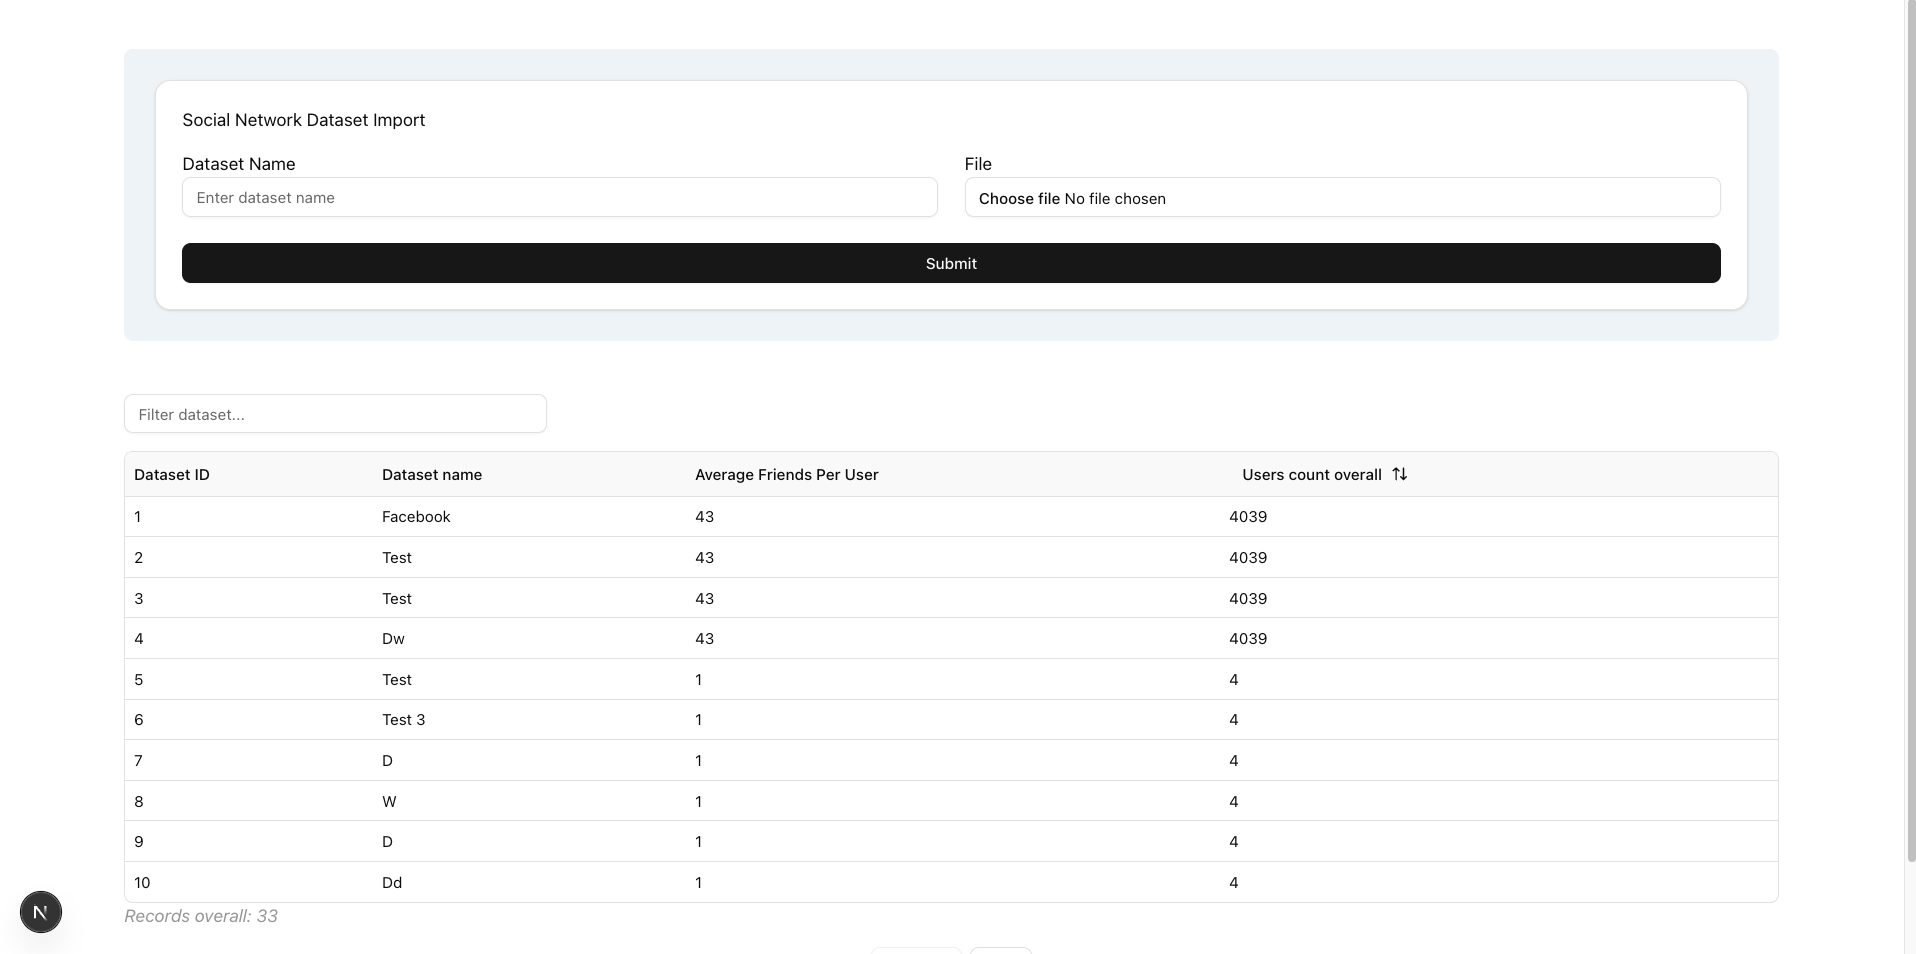 Social Network Dataset Import
Dataset Name File
Enter dataset name Choose file No file chosen
Submit
Filter dataset...
Dataset ID Dataset name Average Friends Per User Users count overall
1 Facebook 43 4039
2 Test 43 4039
3 Test 43 4039
4 Dw 43 4039
5 Test 1 4
6 Test 3 1 4
7 D 1 4
8 W 1 4
9 D 1 4
10 Dd 1 4
Records overall: 33
N